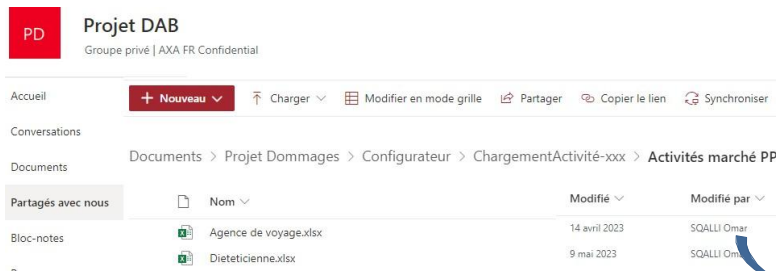 PD
Projet DAB
Groupe privé | AXA FR Confidential
Accueil
+ Nouveau Charger Modifier en mode grille Partager Copier le lien Synchroniser
Conversations
Documents
Documents > Projet Dommages > Configurateur > ChargementActivité-xxx > Activités marché PP
Partagés avec nous
Nom Modifié Modifié par
Agence de voyage.xlsx 14 avril 2023 SQALLI Omar
Bloc-notes
Dieteticienne.xlsx 9 mai 2023 SQALLI